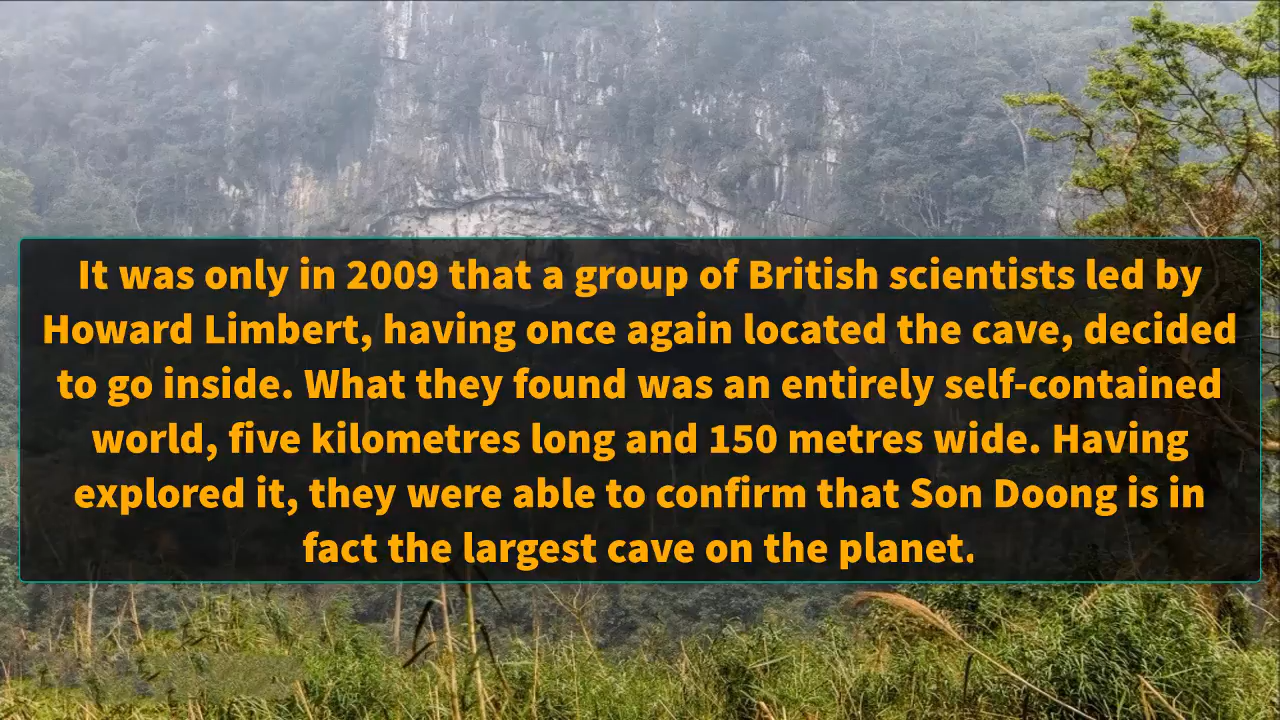 It was only in 2009 that a group of British scientists led by
Howard Limbert, having once again located the cave, decided
to go inside. What they found was an entirely self-contained
world, five kilometres long and 150 metres wide. Having
explored it, they were able to confirm that Son Doong is in
fact the largest cave on the planet.